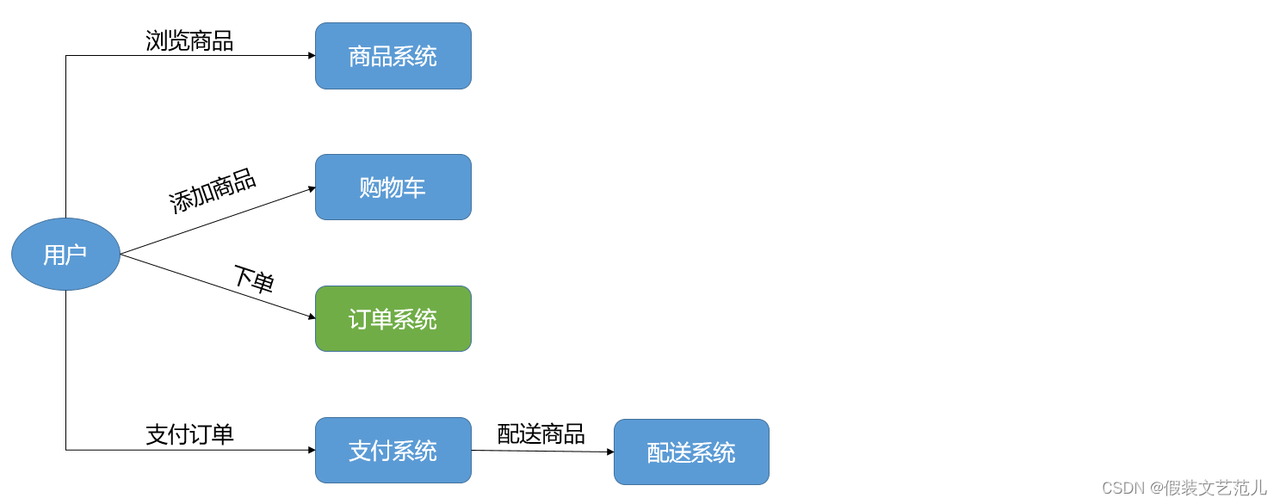 浏览商品
商品系统
添加商品
购物车
用户
下单
订单系统
支付订单
支付系统
配送商品
配送系统
CSDN @假装文艺范儿